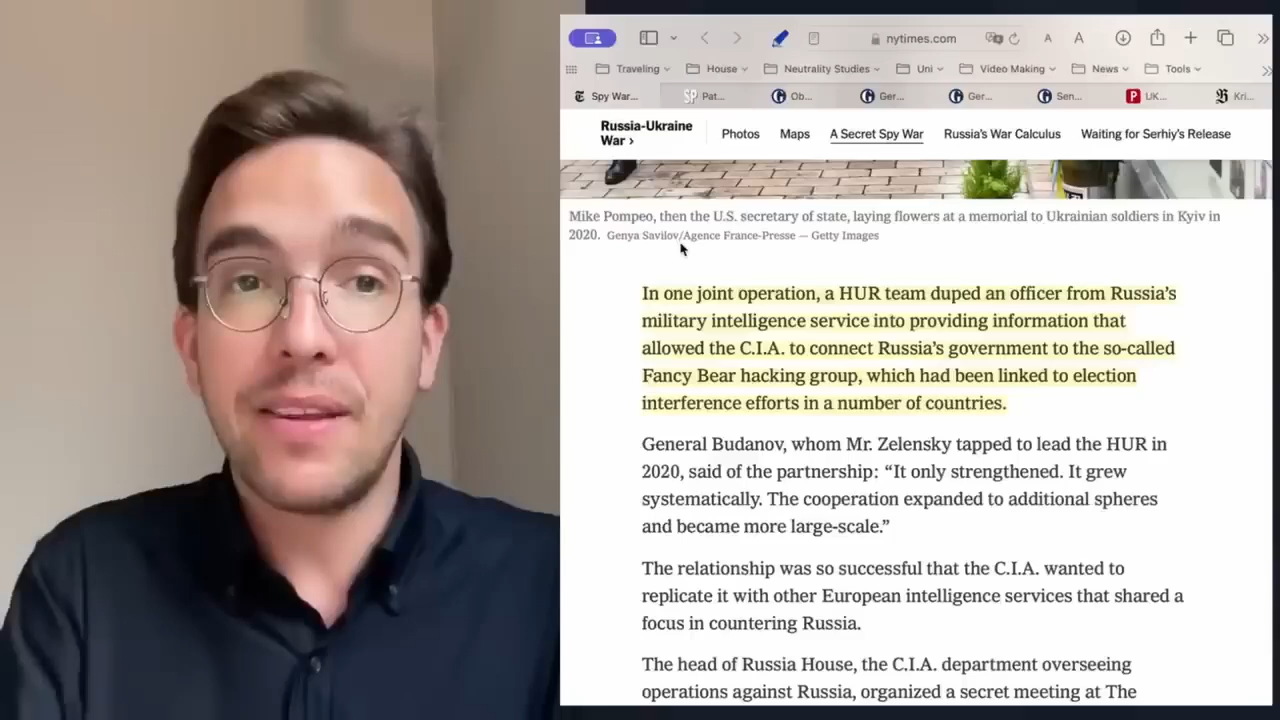 nytimes.com
A A
Traveling House Neutrality Studies Uni Video Making News Tools
Spy War... SP Pat... Ob... Ger... Ger... Sen... P UK... Kri...
Russia-Ukraine
War ›
Photos Maps A Secret Spy War Russia's War Calculus Waiting for Serhiy's Release
Mike Pompeo, then the U.S. secretary of state, laying flowers at a memorial to Ukrainian soldiers in Kyiv in
2020. Genya Savilov/Agence France-Presse — Getty Images
In one joint operation, a HUR team duped an officer from Russia's
military intelligence service into providing information that
allowed the C.I.A. to connect Russia's government to the so-called
Fancy Bear hacking group, which had been linked to election
interference efforts in a number of countries.
General Budanov, whom Mr. Zelensky tapped to lead the HUR in
2020, said of the partnership: “It only strengthened. It grew
systematically. The cooperation expanded to additional spheres
and became more large-scale.”
The relationship was so successful that the C.I.A. wanted to
replicate it with other European intelligence services that shared a
focus in countering Russia.
The head of Russia House, the C.I.A. department overseeing
operations against Russia, organized a secret meeting at The